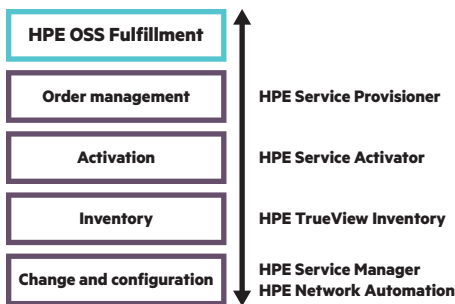 HPE OSS Fulfillment
Order management
HPE Service Provisioner
Activation
HPE Service Activator
Inventory
HPE TrueView Inventory
Change and configuration
HPE Service Manager
HPE Network Automation